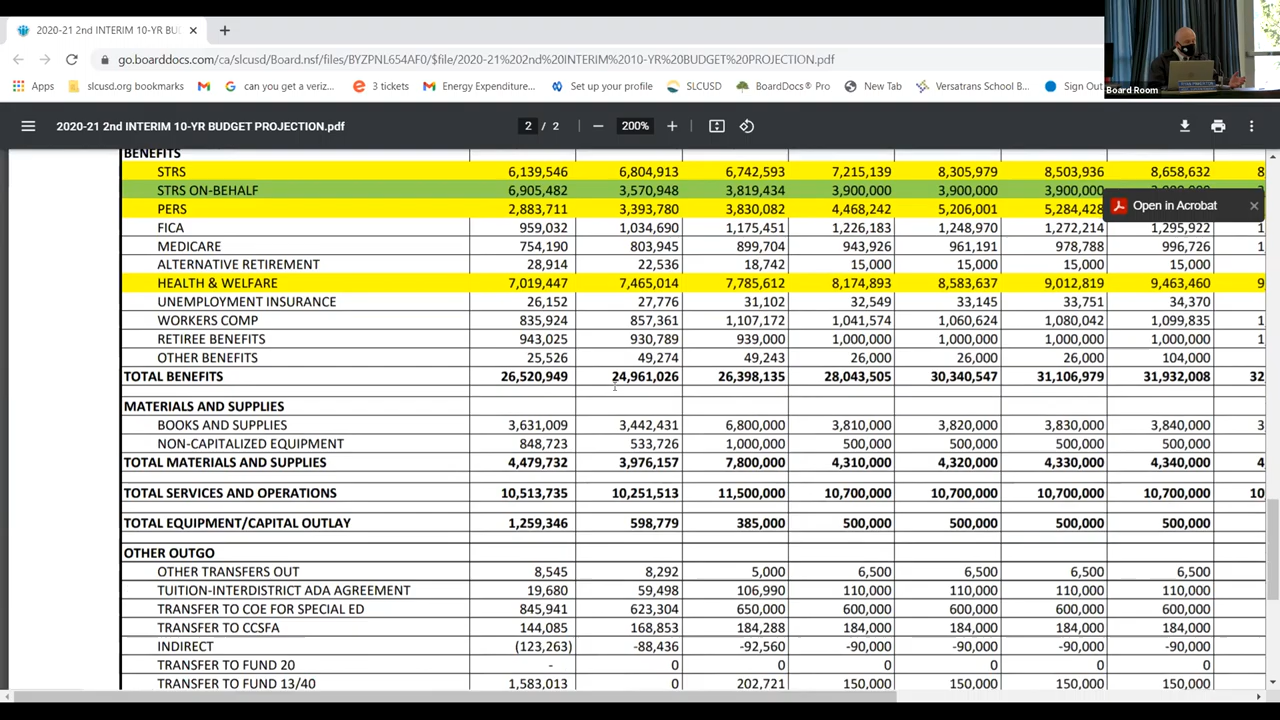 2020-21 2nd INTERIM 10-YR BUD
go.boarddocs.com/ca/slcusd/Board.nsf/files/BYZPNL654AF0/$file/2020-21%202nd%20INTERIM%2010-YR%20BUDGET%20PROJECTION.pdf
Apps slcusd.org bookmarks can you get a veriz... 3 tickets Energy Expenditure... Set up your profile SLCUSD BoardDocs® Pro New Tab Versatrans School B... Sign Out
Board Room
2020-21 2nd INTERIM 10-YR BUDGET PROJECTION.pdf 2 / 2 200%
Open in Acrobat
BENEFITS
STRS 6,139,546 6,804,913 6,742,593 7,215,139 8,305,979 8,503,936 8,658,632 8
STRS ON-BEHALF 6,905,482 3,570,948 3,819,434 3,900,000 3,900,000 3,900,000
PERS 2,883,711 3,393,780 3,830,082 4,468,242 5,206,001 5,284,428
FICA 959,032 1,034,690 1,175,451 1,226,183 1,248,970 1,272,214 1,295,922 1
MEDICARE 754,190 803,945 899,704 943,926 961,191 978,788 996,726 1
ALTERNATIVE RETIREMENT 28,914 22,536 18,742 15,000 15,000 15,000 15,000
HEALTH & WELFARE 7,019,447 7,465,014 7,785,612 8,174,893 8,583,637 9,012,819 9,463,460 9
UNEMPLOYMENT INSURANCE 26,152 27,776 31,102 32,549 33,145 33,751 34,370
WORKERS COMP 835,924 857,361 1,107,172 1,041,574 1,060,624 1,080,042 1,099,835 1
RETIREE BENEFITS 943,025 930,789 939,000 1,000,000 1,000,000 1,000,000 1,000,000 1
OTHER BENEFITS 25,526 49,274 49,243 26,000 26,000 26,000 104,000
TOTAL BENEFITS 26,520,949 24,961,026 26,398,135 28,043,505 30,340,547 31,106,979 31,932,008 32
MATERIALS AND SUPPLIES
BOOKS AND SUPPLIES 3,631,009 3,442,431 6,800,000 3,810,000 3,820,000 3,830,000 3,840,000 3
NON-CAPITALIZED EQUIPMENT 848,723 533,726 1,000,000 500,000 500,000 500,000 500,000
TOTAL MATERIALS AND SUPPLIES 4,479,732 3,976,157 7,800,000 4,310,000 4,320,000 4,330,000 4,340,000 4
TOTAL SERVICES AND OPERATIONS 10,513,735 10,251,513 11,500,000 10,700,000 10,700,000 10,700,000 10,700,000 10
TOTAL EQUIPMENT/CAPITAL OUTLAY 1,259,346 598,779 385,000 500,000 500,000 500,000 500,000
OTHER OUTGO
OTHER TRANSFERS OUT 8,545 8,292 5,000 6,500 6,500 6,500 6,500
TUITION-INTERDISTRICT ADA AGREEMENT 19,680 59,498 106,990 110,000 110,000 110,000 110,000
TRANSFER TO COE FOR SPECIAL ED 845,941 623,304 650,000 600,000 600,000 600,000 600,000
TRANSFER TO CCSFA 144,085 168,853 184,288 184,000 184,000 184,000 184,000
INDIRECT (123,263) -88,436 -92,560 -90,000 -90,000 -90,000 -90,000
TRANSFER TO FUND 20 - 0 0 0 0 0 0
TRANSFER TO FUND 13/40 1,583,013 0 202,721 150,000 150,000 150,000 150,000